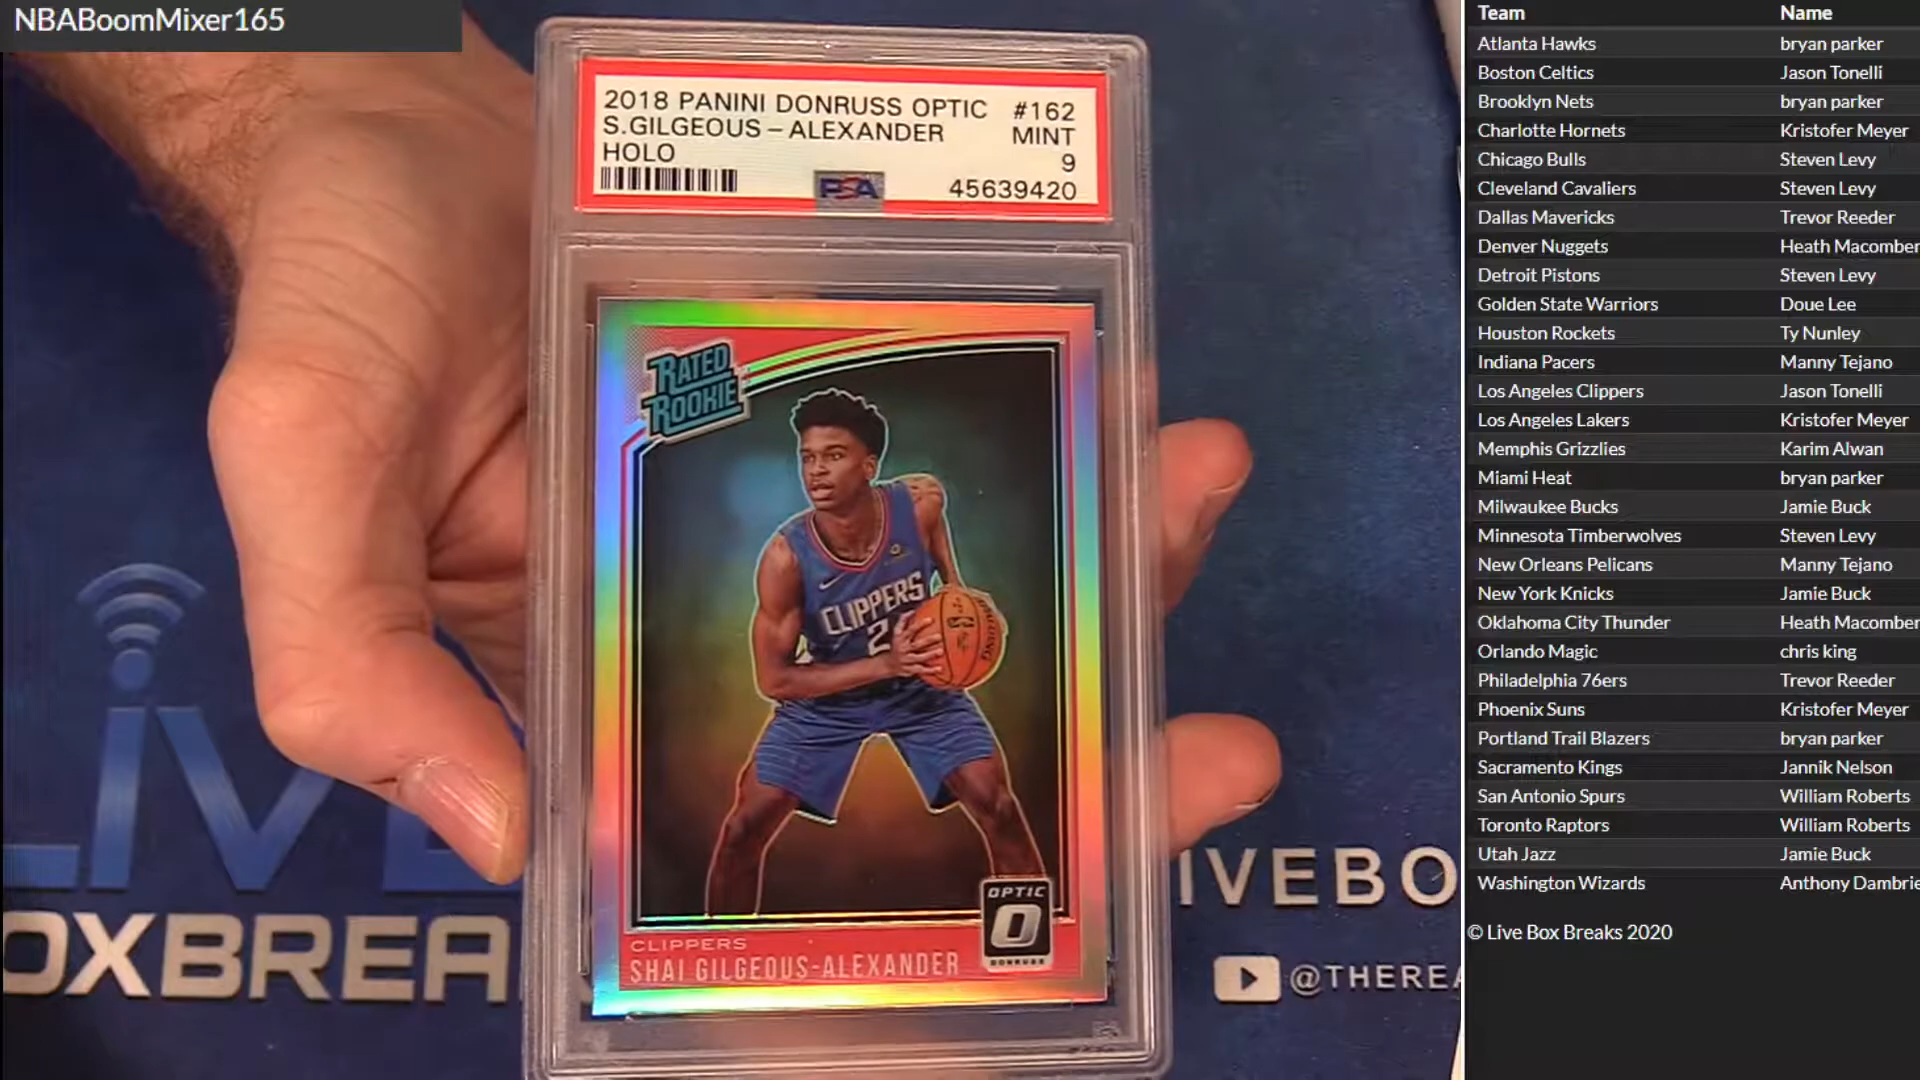 NBABoomMixer165
2018 PANINI DONRUSS OPTIC #162
S.GILGEOUS – ALEXANDER MINT
HOLO 9
PSA 45639420
RATED
ROOKIE
CLIPPERS
2
OPTIC
DONRUSS
CLIPPERS
SHAI GILGEOUS-ALEXANDER
LIV
OXBREA
IVEBO
@THEREA
Team Name
Atlanta Hawks bryan parker
Boston Celtics Jason Tonelli
Brooklyn Nets bryan parker
Charlotte Hornets Kristofer Meyer
Chicago Bulls Steven Levy
Cleveland Cavaliers Steven Levy
Dallas Mavericks Trevor Reeder
Denver Nuggets Heath Macomber
Detroit Pistons Steven Levy
Golden State Warriors Doue Lee
Houston Rockets Ty Nunley
Indiana Pacers Manny Tejano
Los Angeles Clippers Jason Tonelli
Los Angeles Lakers Kristofer Meyer
Memphis Grizzlies Karim Alwan
Miami Heat bryan parker
Milwaukee Bucks Jamie Buck
Minnesota Timberwolves Steven Levy
New Orleans Pelicans Manny Tejano
New York Knicks Jamie Buck
Oklahoma City Thunder Heath Macomber
Orlando Magic chris king
Philadelphia 76ers Trevor Reeder
Phoenix Suns Kristofer Meyer
Portland Trail Blazers bryan parker
Sacramento Kings Jannik Nelson
San Antonio Spurs William Roberts
Toronto Raptors William Roberts
Utah Jazz Jamie Buck
Washington Wizards Anthony Dambrie
© Live Box Breaks 2020